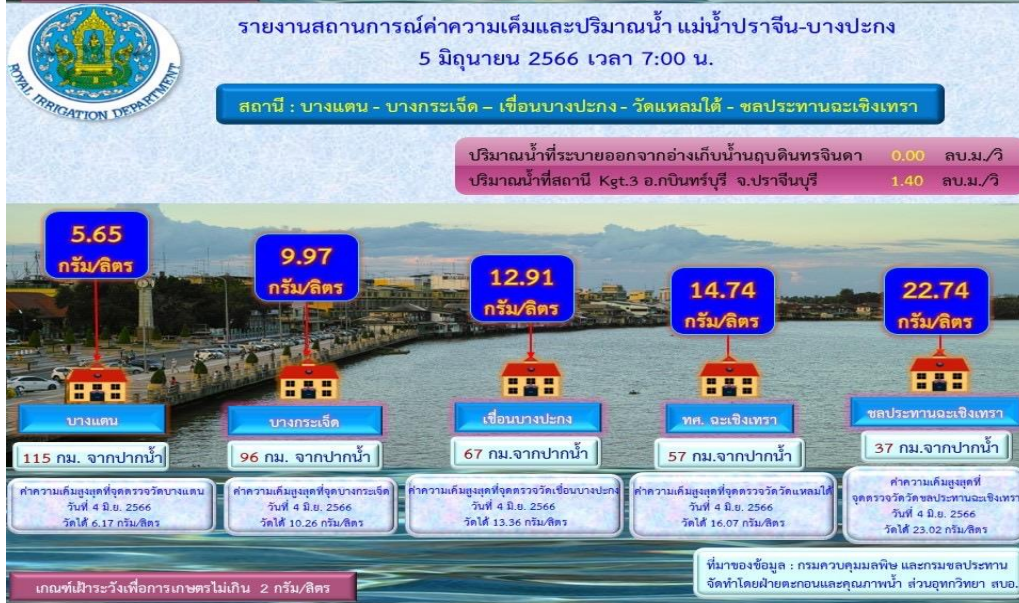 รายงานสถานการณ์ค่าความเค็มและปริมาณน้ำ แม่น้ำปราจีน-บางปะกง
5 มิถุนายน 2566 เวลา 7:00 น.
ROYAL IRRIGATION DEPARTMENT
สถานี : บางแตน - บางกระเจ็ด – เขื่อนบางปะกง - วัดแหลมใต้ - ชลประทานฉะเชิงเทรา
ปริมาณน้ำที่ระบายออกจากอ่างเก็บน้ำนฤบดินทรจินดา 0.00 ลบ.ม./วิ
ปริมาณน้ำที่สถานี Kgt.3 อ.กบินทร์บุรี จ.ปราจีนบุรี 1.40 ลบ.ม./วิ
5.65
กรัม/ลิตร
9.97
กรัม/ลิตร
12.91
กรัม/ลิตร
14.74
กรัม/ลิตร
22.74
กรัม/ลิตร
บางแตน
บางกระเจ็ด
เขื่อนบางปะกง
ทศ. ฉะเชิงเทรา
ชลประทานฉะเชิงเทรา
115 กม. จากปากน้ำ
96 กม. จากปากน้ำ
67 กม.จากปากน้ำ
57 กม.จากปากน้ำ
37 กม.จากปากน้ำ
ค่าความเค็มสูงสุดที่จุดตรวจวัดบางแตน
วันที่ 4 มิ.ย. 2566
วัดได้ 6.17 กรัม/ลิตร
ค่าความเค็มสูงสุดที่จุดบางกระเจ็ด
วันที่ 4 มิ.ย. 2566
วัดได้ 10.26 กรัม/ลิตร
ค่าความเค็มสูงสุดที่จุดตรวจวัดเขื่อนบางปะกง
วันที่ 4 มิ.ย. 2566
วัดได้ 13.36 กรัม/ลิตร
ค่าความเค็มสูงสุดที่จุดตรวจวัดวัดแหลมใต้
วันที่ 4 มิ.ย. 2566
วัดได้ 16.07 กรัม/ลิตร
ค่าความเค็มสูงสุดที่
จุดตรวจวัดวัดชลประทานฉะเชิงเทรา
วันที่ 4 มิ.ย. 2566
วัดได้ 23.02 กรัม/ลิตร
เกณฑ์เฝ้าระวังเพื่อการเกษตรไม่เกิน 2 กรัม/ลิตร
ที่มาของข้อมูล : กรมควบคุมมลพิษ และกรมชลประทาน
จัดทำโดยฝ่ายตะกอนและคุณภาพน้ำ ส่วนอุทกวิทยา สบอ.